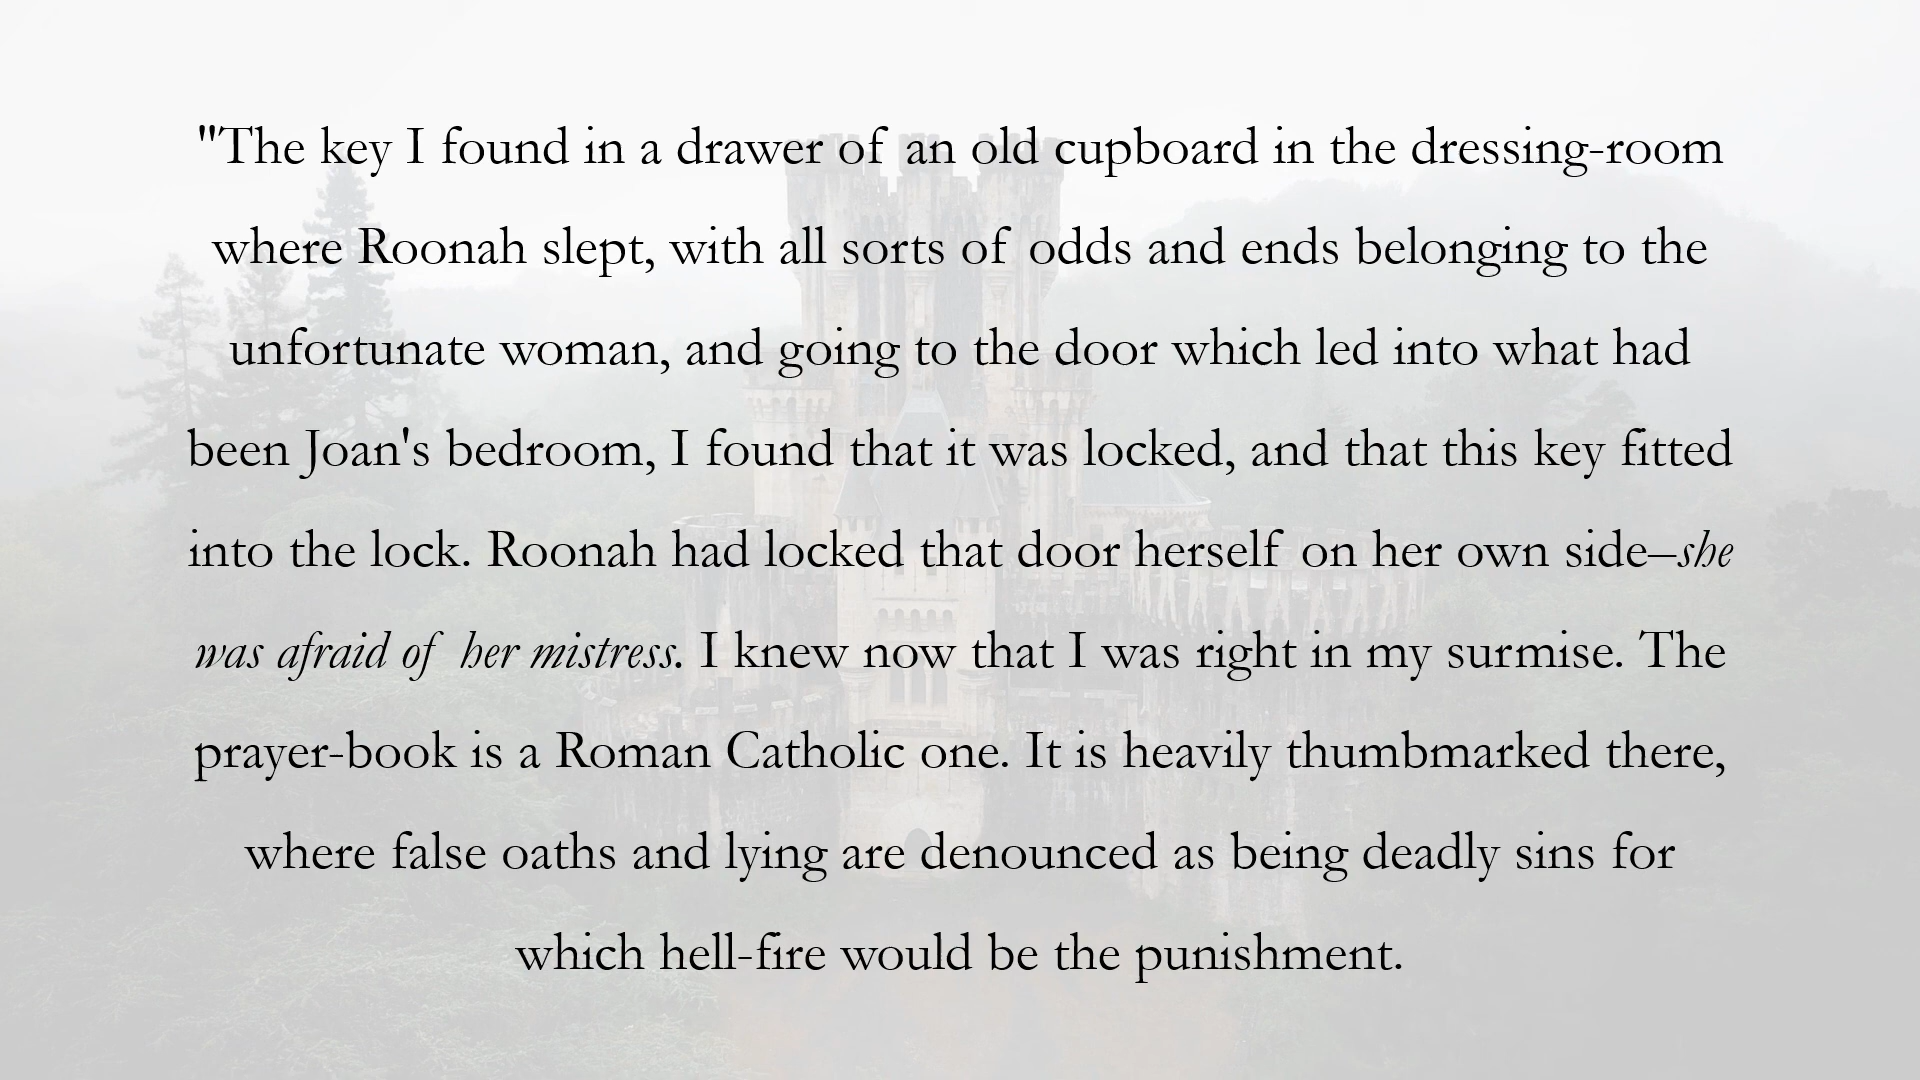 "The key I found in a drawer of an old cupboard in the dressing-room
where Roonah slept, with all sorts of odds and ends belonging to the
unfortunate woman, and going to the door which led into what had
been Joan's bedroom, I found that it was locked, and that this key fitted
into the lock. Roonah had locked that door herself on her own side–she
was afraid of her mistress. I knew now that I was right in my surmise. The
prayer-book is a Roman Catholic one. It is heavily thumbmarked there,
where false oaths and lying are denounced as being deadly sins for
which hell-fire would be the punishment.